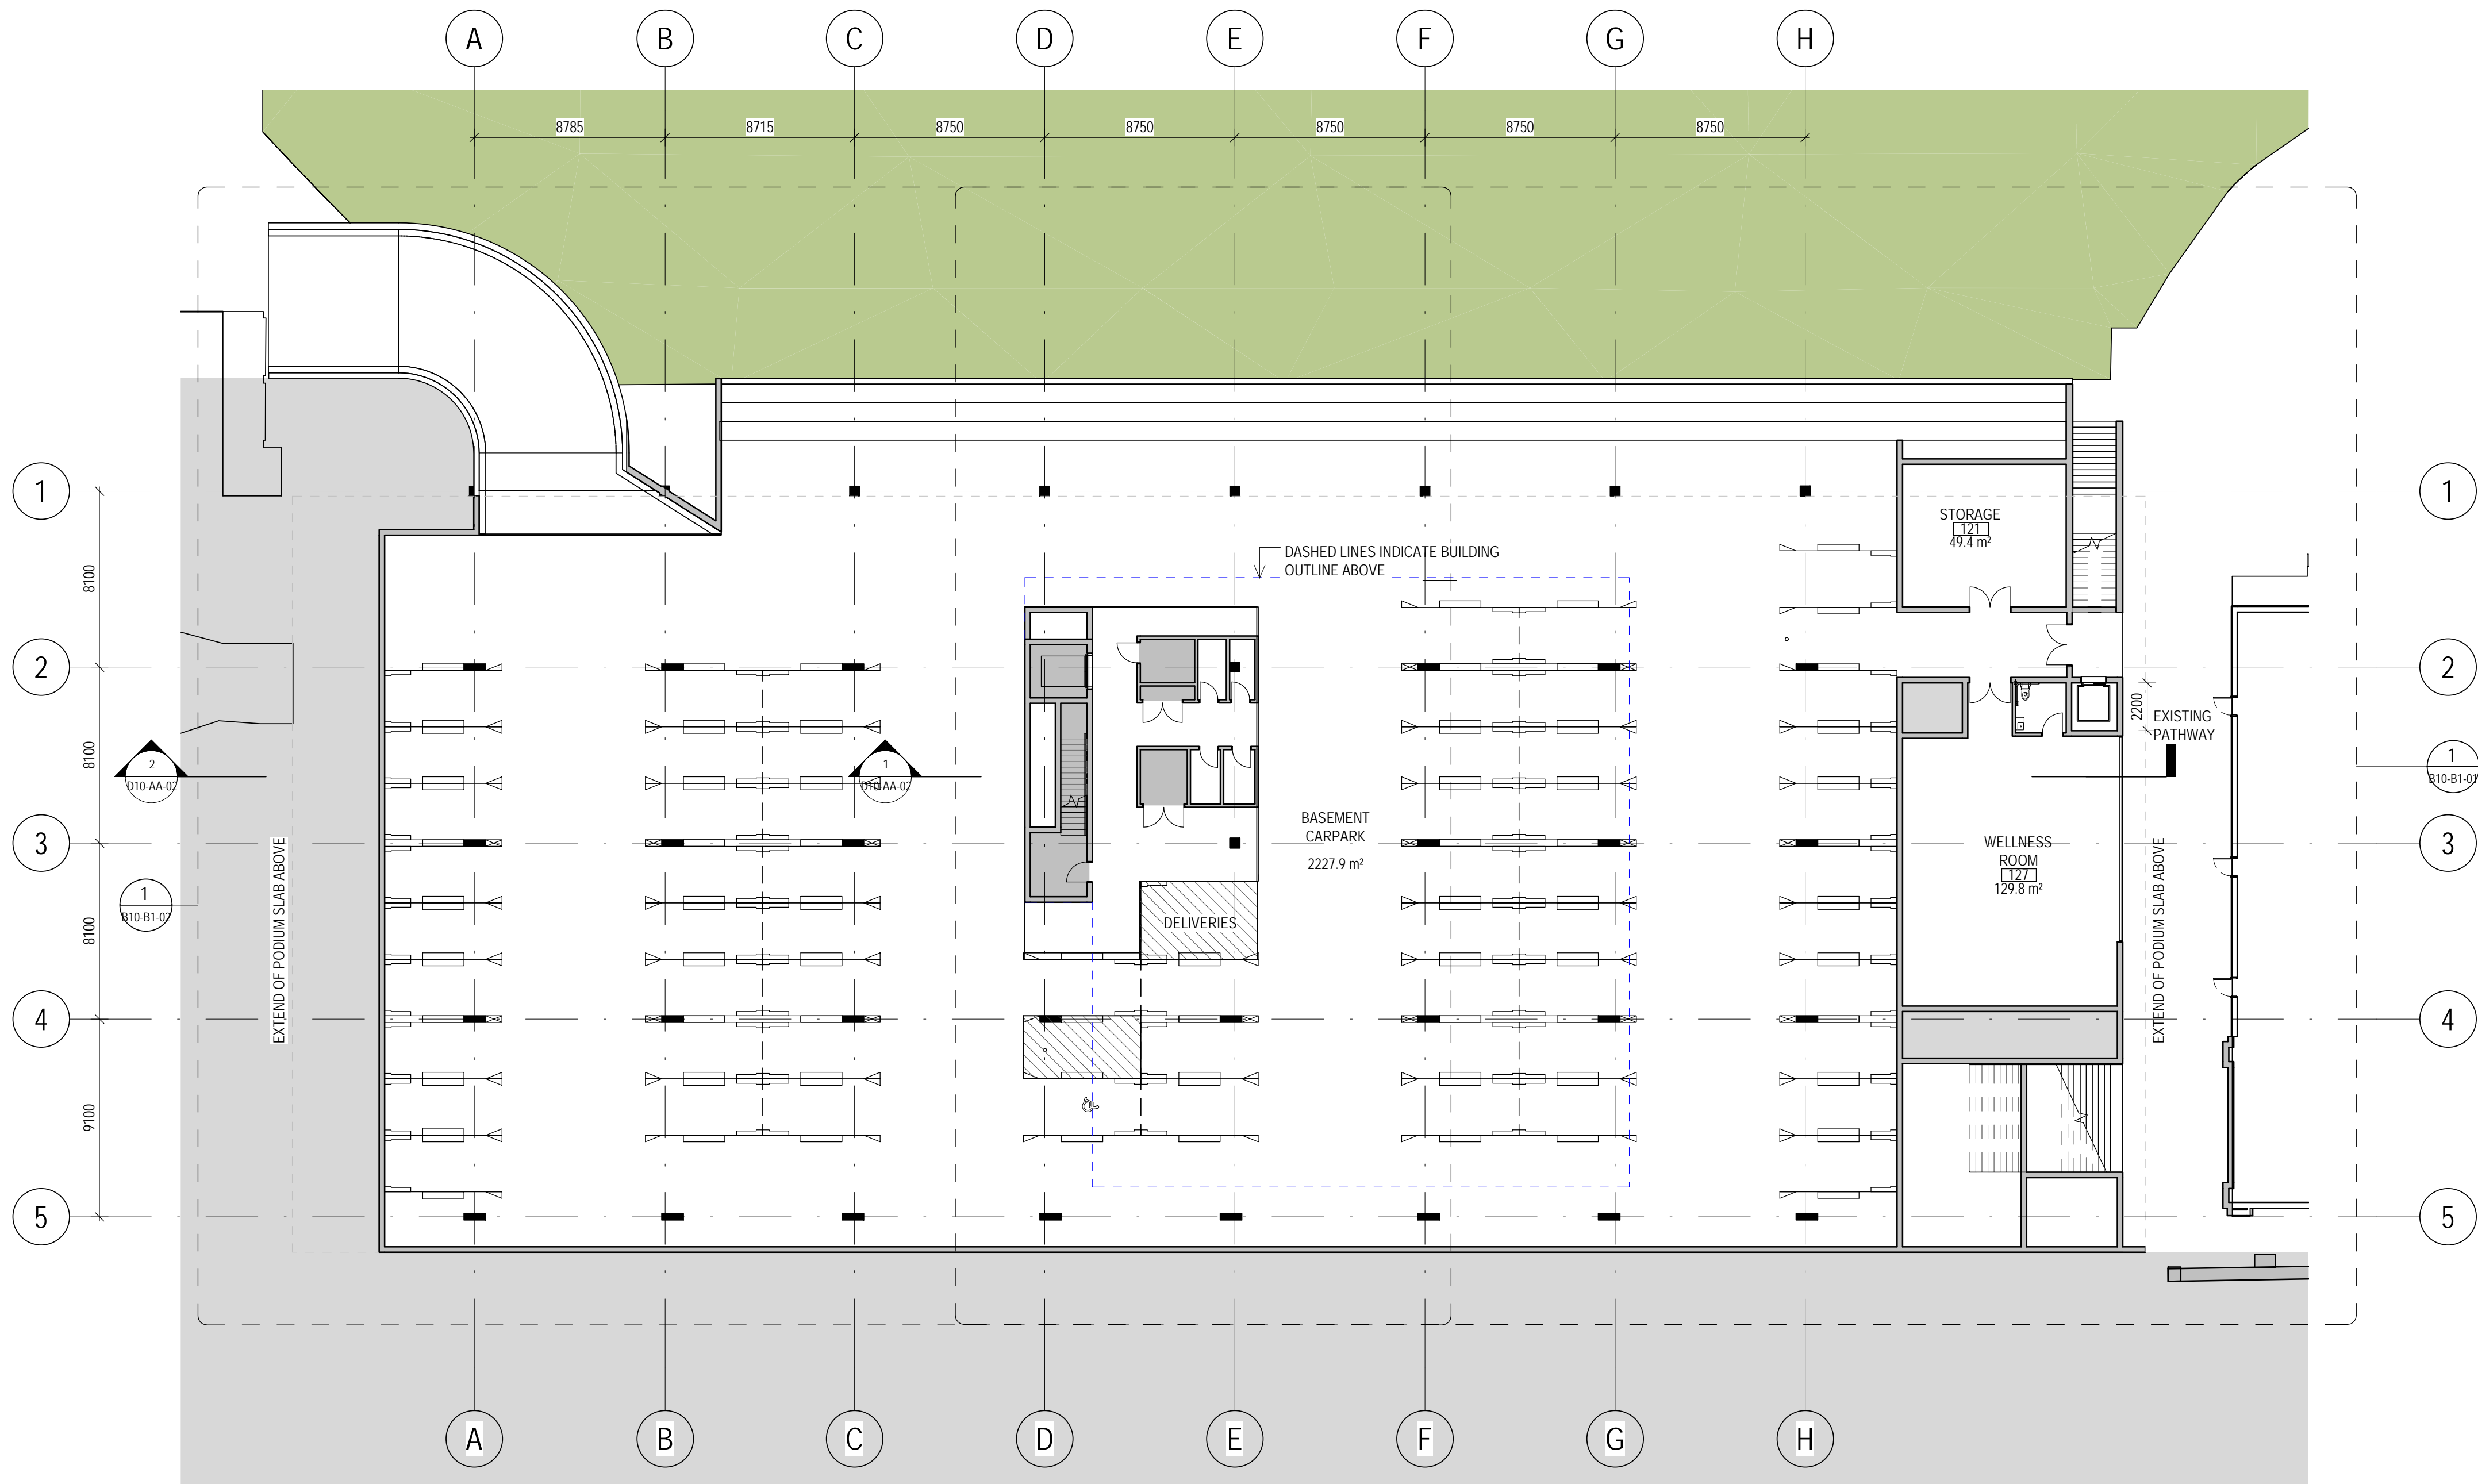 A B C D E F G H
8785 8715 8750 8750 8750 8750 8750
1 1
STORAGE
121
49.4 m²
DASHED LINES INDICATE BUILDING
OUTLINE ABOVE
8100
2 2
2200
EXISTING
PATHWAY
8100
2
D10-AA-02
1
D10-AA-02
1
B10-B1-01
BASEMENT
CARPARK
2227.9 m²
WELLNESS
ROOM
127
129.8 m²
3 3
1
B10-B1-02
EXTEND OF PODIUM SLAB ABOVE
EXTEND OF PODIUM SLAB ABOVE
8100
DELIVERIES
4 4
9100
5 5
A B C D E F G H